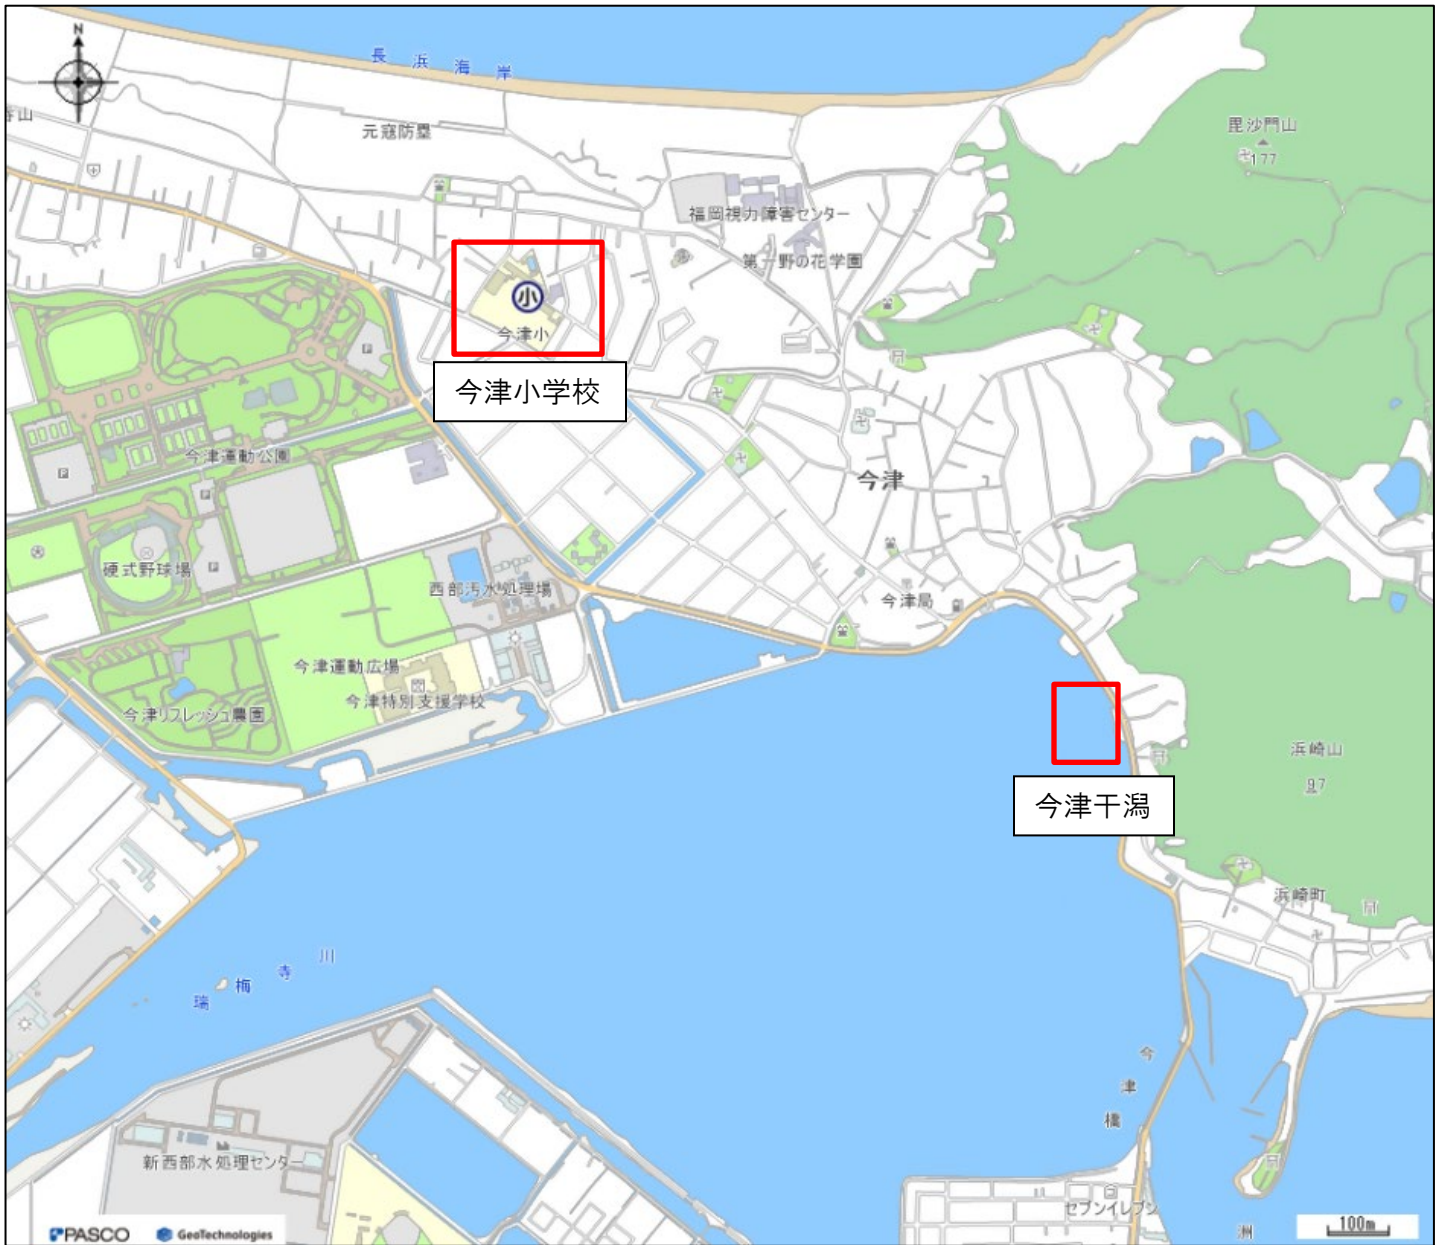 N
長浜海岸
寺山
元寇防塁
毘沙門山
177
福岡視力障害センター
第一野の花学園
小
今津小
P
今津小学校
今津運動公園
今津
P
P
硬式野球場
P
西部汚水処理場
今津局
今津運動広場
今津特別支援学校
今津リフレッシュ農園
浜崎山
97
今津干潟
浜崎町
瑞梅寺川
今津橋
新西部水処理センター
セブンイレブン
洲
PASCO
GeoTechnologies
100m